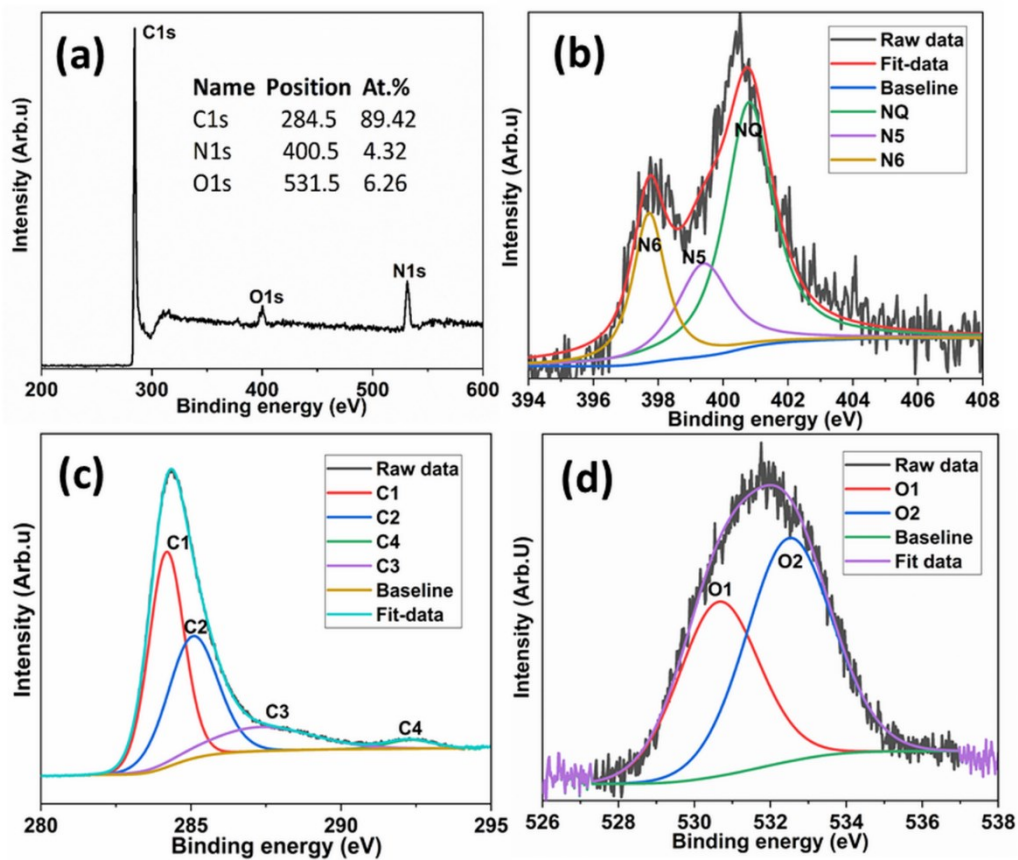 (a)
C1s
Name Position At.%
C1s 284.5 89.42
N1s 400.5 4.32
O1s 531.5 6.26
O1s
N1s
Intensity (Arb.u)
200 300 400 500 600
Binding energy (eV)
(b)
Raw data
Fit-data
Baseline
NQ
N5
N6
NQ
N6
N5
Intensity (Arb.u)
394 396 398 400 402 404 406 408
Binding energy (eV)
(c)
Raw data
C1
C2
C4
C3
Baseline
Fit-data
C1
C2
C3
C4
Intensity (Arb.u)
280 285 290 295
Binding energy (eV)
(d)
Raw data
O1
O2
Baseline
Fit data
O2
O1
Intensity (Arb.U)
526 528 530 532 534 536 538
Binding energy (eV)